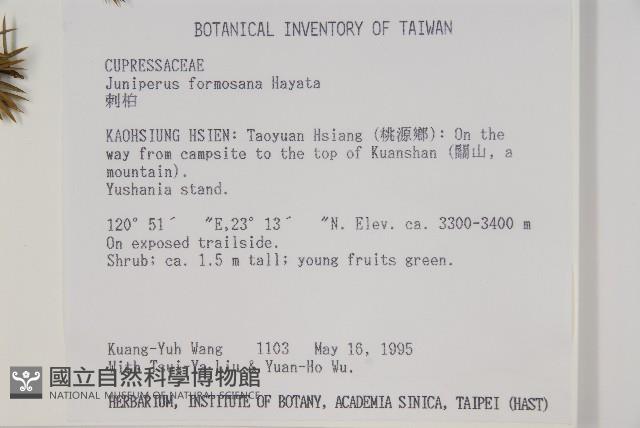 BOTANICAL INVENTORY OF TAIWAN
CUPRESSACEAE
Juniperus formosana Hayata
刺柏
KAOHSIUNG HSIEN: Taoyuan Hsiang (桃源鄉): On the
way from campsite to the top of Kuanshan (關山, a
mountain).
Yushania stand.
120° 51´ ″E,23° 13´ ″N. Elev. ca. 3300-3400 m
On exposed trailside.
Shrub; ca. 1.5 m tall; young fruits green.
Kuang-Yuh Wang 1103 May 16, 1995
With Tsui-Ya Liu & Yuan-Ho Wu.
國立自然科學博物館
NATIONAL MUSEUM OF NATURAL SCIENCE
HERBARIUM, INSTITUTE OF BOTANY, ACADEMIA SINICA, TAIPEI (HAST)